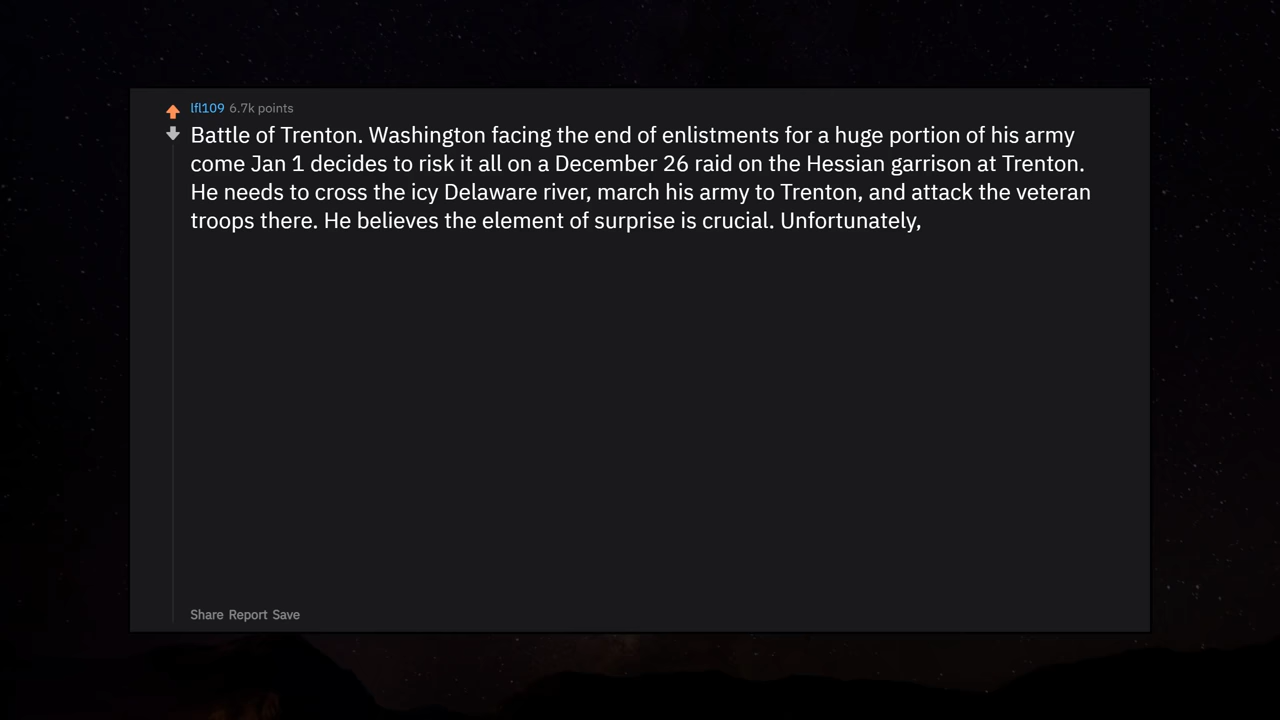 lfl109 6.7k points
Battle of Trenton. Washington facing the end of enlistments for a huge portion of his army
come Jan 1 decides to risk it all on a December 26 raid on the Hessian garrison at Trenton.
He needs to cross the icy Delaware river, march his army to Trenton, and attack the veteran
troops there. He believes the element of surprise is crucial. Unfortunately,
Share Report Save